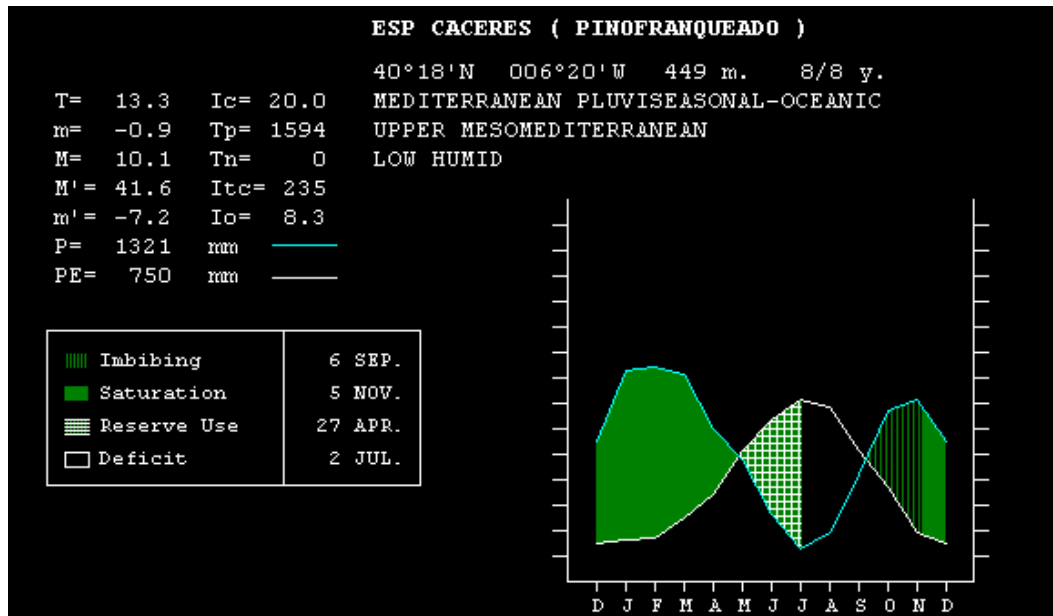 ESP CACERES ( PINOFRANQUEADO )
40°18'N 006°20'W 449 m. 8/8 y.
T= 13.3 Ic= 20.0 MEDITERRANEAN PLUVISEASONAL-OCEANIC
m= -0.9 Tp= 1594 UPPER MESOMEDITERRANEAN
M= 10.1 Tn= 0 LOW HUMID
M'= 41.6 Itc= 235
m'= -7.2 Io= 8.3
P= 1321 mm
PE= 750 mm
Imbibing 6 SEP.
Saturation 5 NOV.
Reserve Use 27 APR.
Deficit 2 JUL.
D J F M A M J J A S O N D